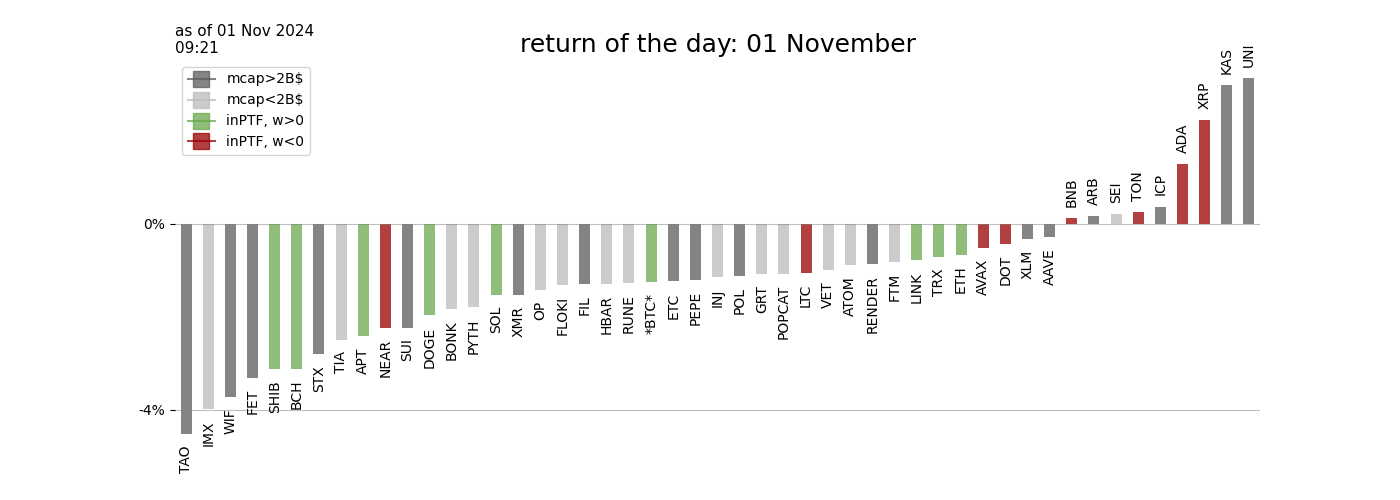 as of 01 Nov 2024
09:21
return of the day: 01 November
mcap>2B$
mcap<2B$
inPTF, w>0
inPTF, w<0
0%
-4%
TAO
IMX
WIF
FET
SHIB
BCH
STX
TIA
APT
NEAR
SUI
DOGE
BONK
PYTH
SOL
XMR
OP
FLOKI
FIL
HBAR
RUNE
*BTC*
ETC
PEPE
INJ
POL
GRT
POPCAT
LTC
VET
ATOM
RENDER
FTM
LINK
TRX
ETH
AVAX
DOT
XLM
AAVE
BNB
ARB
SEI
TON
ICP
ADA
XRP
KAS
UNI